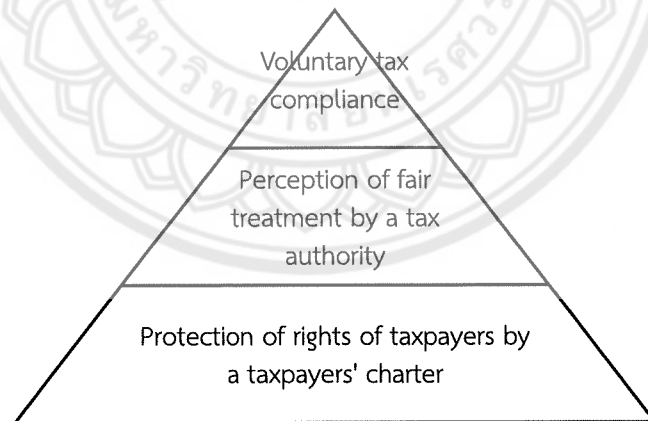 Voluntary tax
compliance
Perception of fair
treatment by a tax
authority
Protection of rights of taxpayers by
a taxpayers' charter